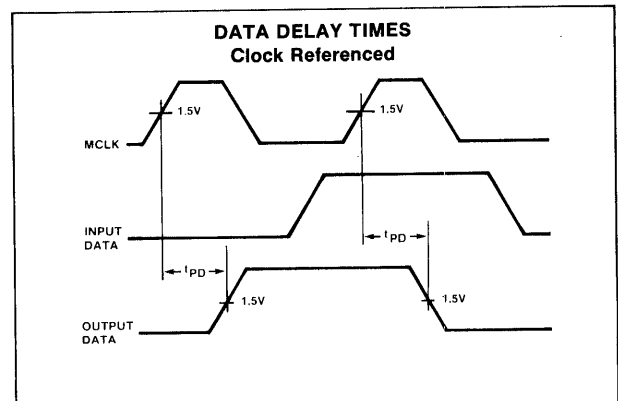 DATA DELAY TIMES
Clock Referenced
1.5V
1.5V
MCLK
INPUT
DATA
tPD
tPD
1.5V
1.5V
OUTPUT
DATA